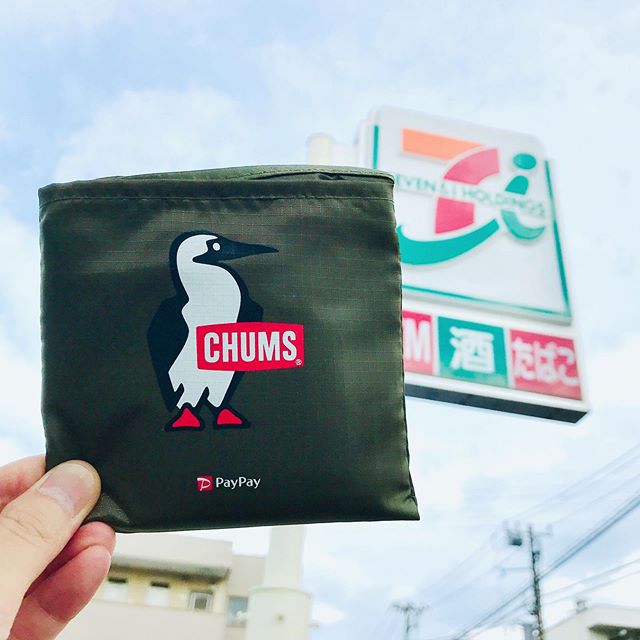 CHUMS
PayPay
SEVEN & i HOLDINGS
M
酒
たばこ